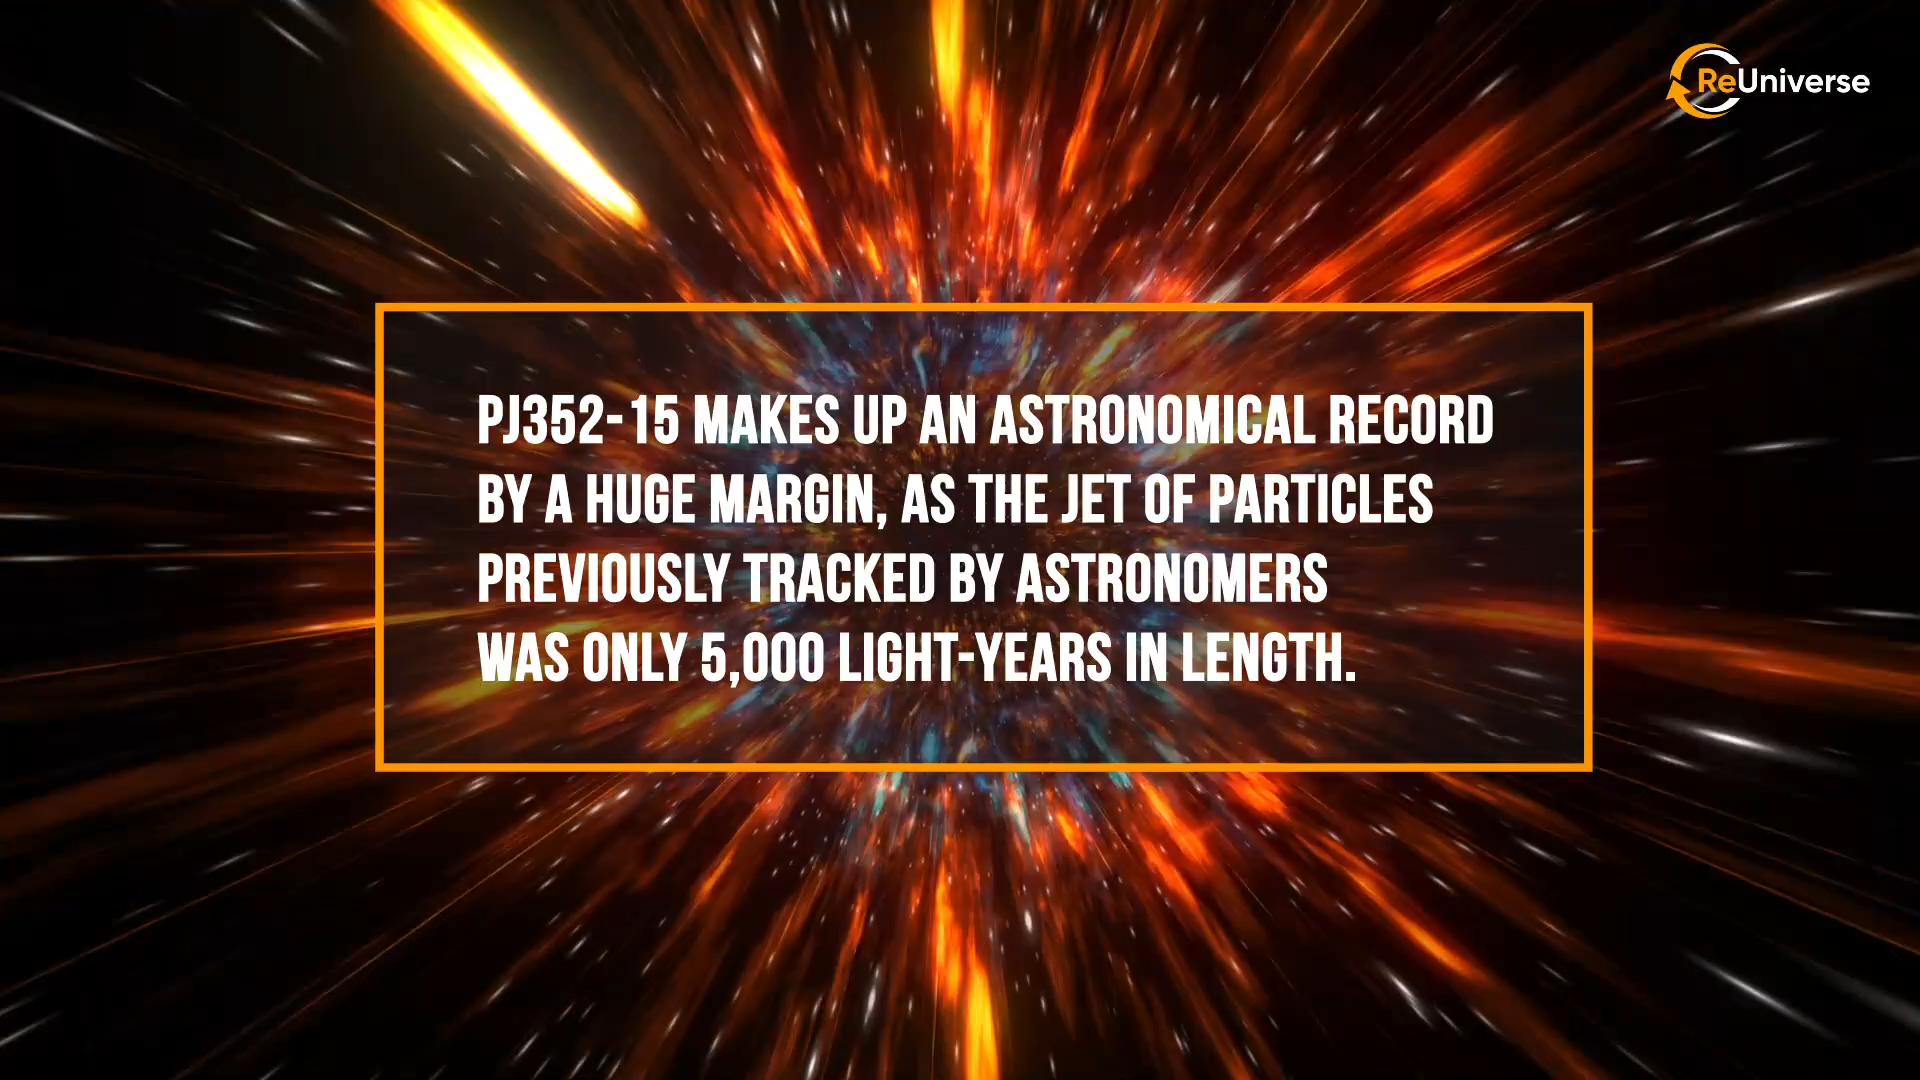 ReUniverse
PJ352-15 MAKES UP AN ASTRONOMICAL RECORD
BY A HUGE MARGIN, AS THE JET OF PARTICLES
PREVIOUSLY TRACKED BY ASTRONOMERS
WAS ONLY 5,000 LIGHT-YEARS IN LENGTH.